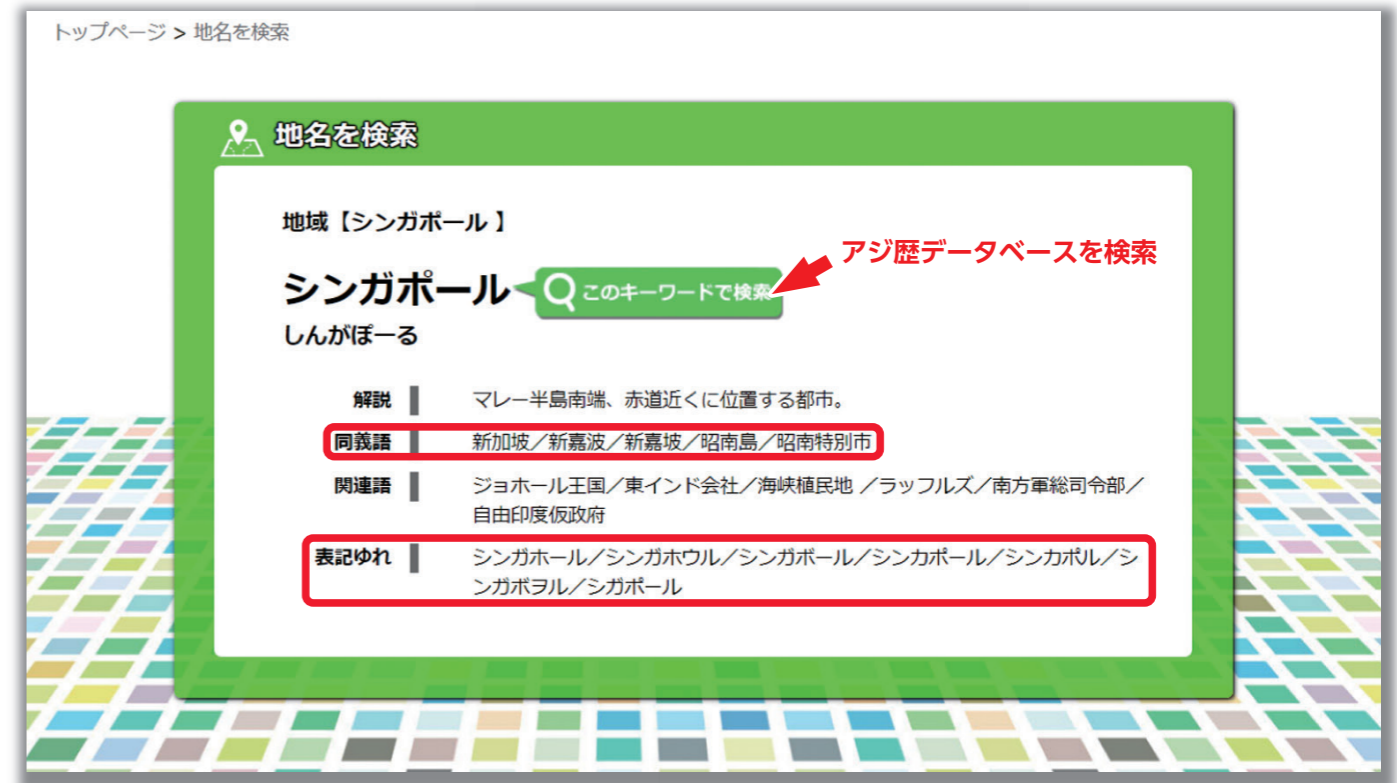 トップページ > 地名を検索
地名を検索
地域【シンガポール 】
アジ歴データベースを検索
シンガポール
このキーワードで検索
しんがぽーる
解説 マレー半島南端、赤道近くに位置する都市。
同義語 新加坡／新嘉波／新嘉坡／昭南島／昭南特別市
関連語 ジョホール王国／東インド会社／海峡植民地 ／ラッフルズ／南方軍総司令部／
自由印度仮政府
表記ゆれ シンガホール／シンガホウル／シンガボール／シンカポール／シンカポル／シ
ンガボヲル／シガポール